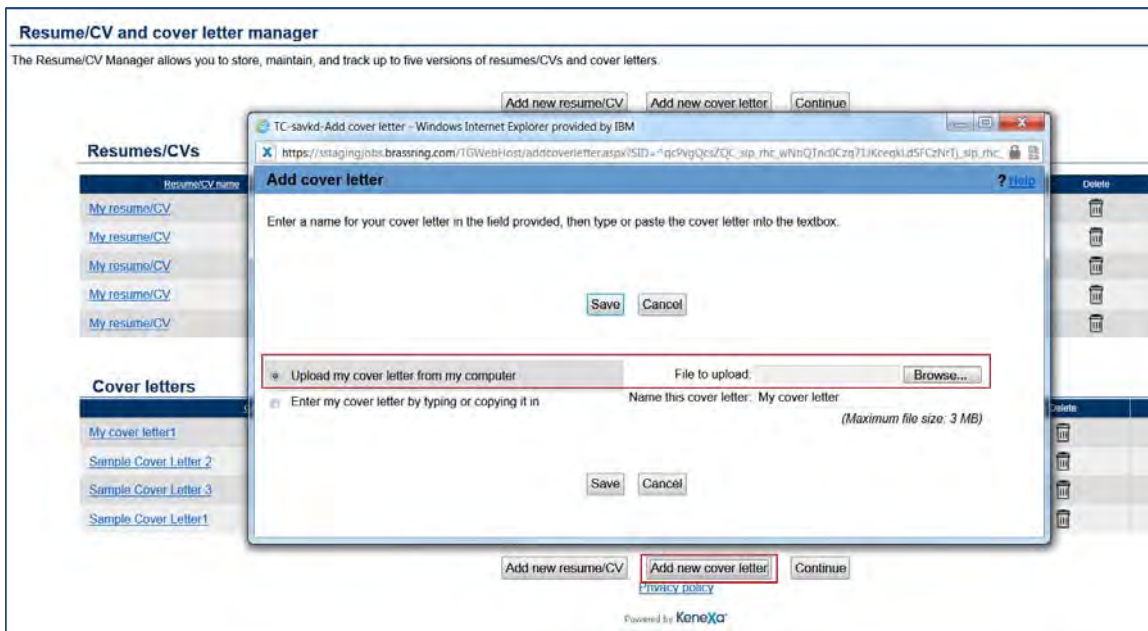 Resume/CV and cover letter manager
The Resume/CV Manager allows you to store, maintain, and track up to five versions of resumes/CVs and cover letters.
Add new resume/CV Add new cover letter Continue
TC-savkd-Add cover letter - Windows Internet Explorer provided by IBM
Resumes/CVs
Add cover letter ? Help
Resume/CV name Delete
My resume/CV
Enter a name for your cover letter in the field provided, then type or paste the cover letter into the textbox.
My resume/CV
My resume/CV
My resume/CV
Save Cancel
My resume/CV
Upload my cover letter from my computer File to upload: Browse...
Cover letters
Enter my cover letter by typing or copying it in Name this cover letter: My cover letter
Delete
(Maximum file size: 3 MB)
My cover letter1
Sample Cover Letter 2
Save Cancel
Sample Cover Letter 3
Sample Cover Letter1
Add new resume/CV Add new cover letter Continue
Privacy policy
Powered by Kenexa